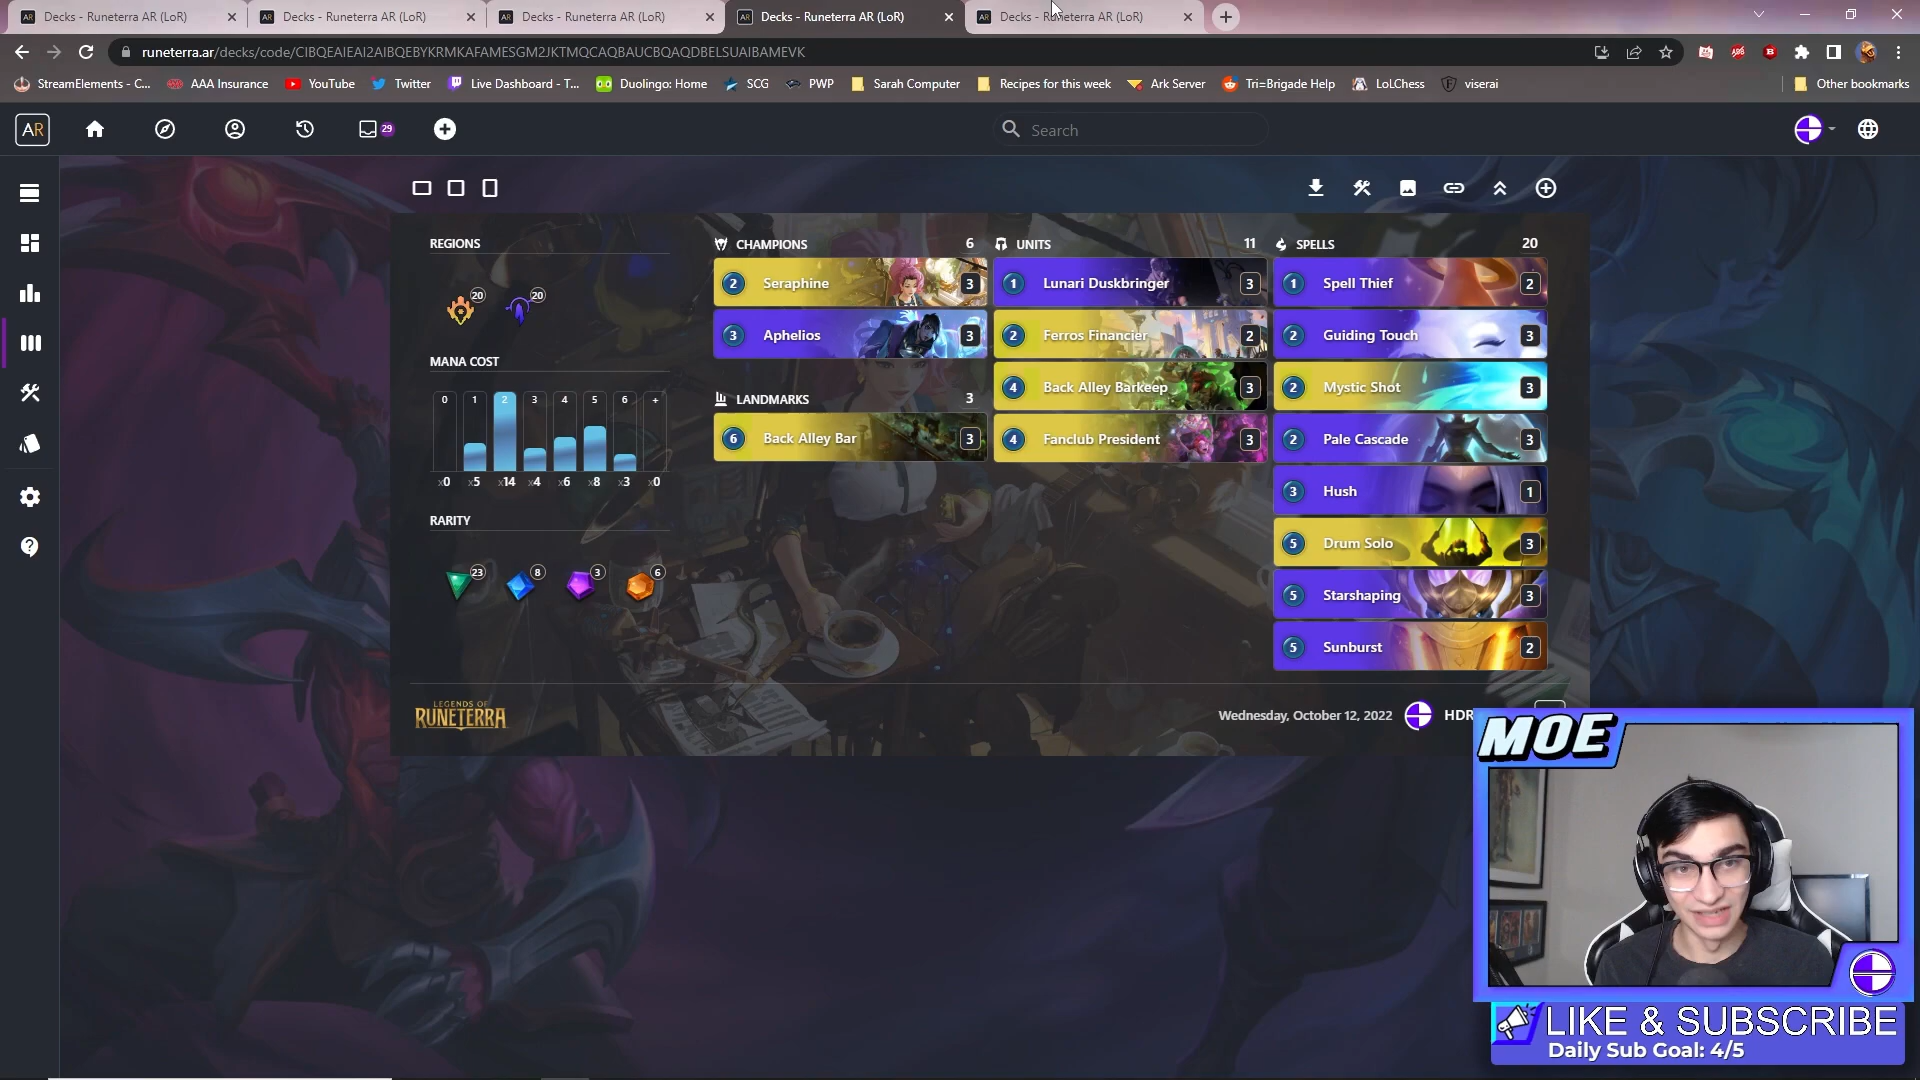 Decks - Runeterra AR (LoR)
Decks - Runeterra AR (LoR)
Decks - Runeterra AR (LoR)
Decks - Runeterra AR (LoR)
Decks - Runeterra AR (LoR)
runeterra.ar/decks/code/CIBQEAIEAI2AIBQEBYKRMKAFAMESGM2JKTMQCAQBAUCBQAQDBELSUAIBAMEVK
StreamElements - C...
AAA Insurance
YouTube
Twitter
Live Dashboard - T...
Duolingo: Home
SCG
PWP
Sarah Computer
Recipes for this week
Ark Server
Tri=Brigade Help
LoLChess
viserai
Other bookmarks
AR
29
Search
REGIONS
20
20
MANA COST
0 1 2 3 4 5 6 +
x0 x5 x14 x4 x6 x8 x3 x0
RARITY
23
8
3
6
CHAMPIONS 6
2 Seraphine 3
3 Aphelios 3
LANDMARKS 3
6 Back Alley Bar 3
UNITS 11
1 Lunari Duskbringer 3
2 Ferros Financier 2
4 Back Alley Barkeep 3
4 Fanclub President 3
SPELLS 20
1 Spell Thief 2
2 Guiding Touch 3
2 Mystic Shot 3
2 Pale Cascade 3
3 Hush 1
5 Drum Solo 3
5 Starshaping 3
5 Sunburst 2
LEGENDS OF
RUNETERRA
Wednesday, October 12, 2022
HDR
MOE
LIKE & SUBSCRIBE
Daily Sub Goal: 4/5